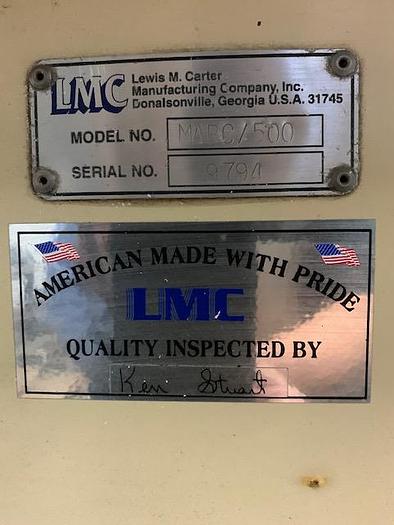 LMC
Lewis M. Carter
Manufacturing Company, Inc.
Donalsonville, Georgia U.S.A. 31745
MODEL NO. MARC/500
SERIAL NO. 9794
AMERICAN MADE WITH PRIDE
LMC
QUALITY INSPECTED BY
Ken Stuart